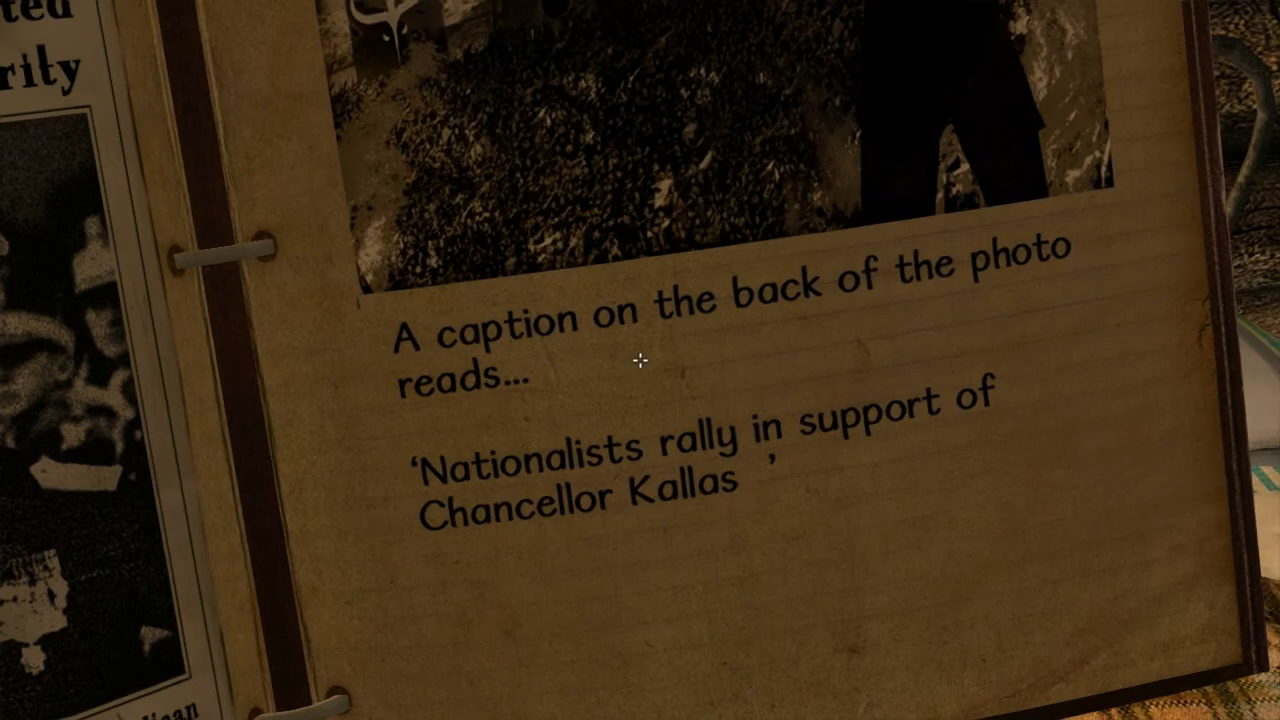 A caption on the back of the photo
reads...
‘Nationalists rally in support of
Chancellor Kallas ’